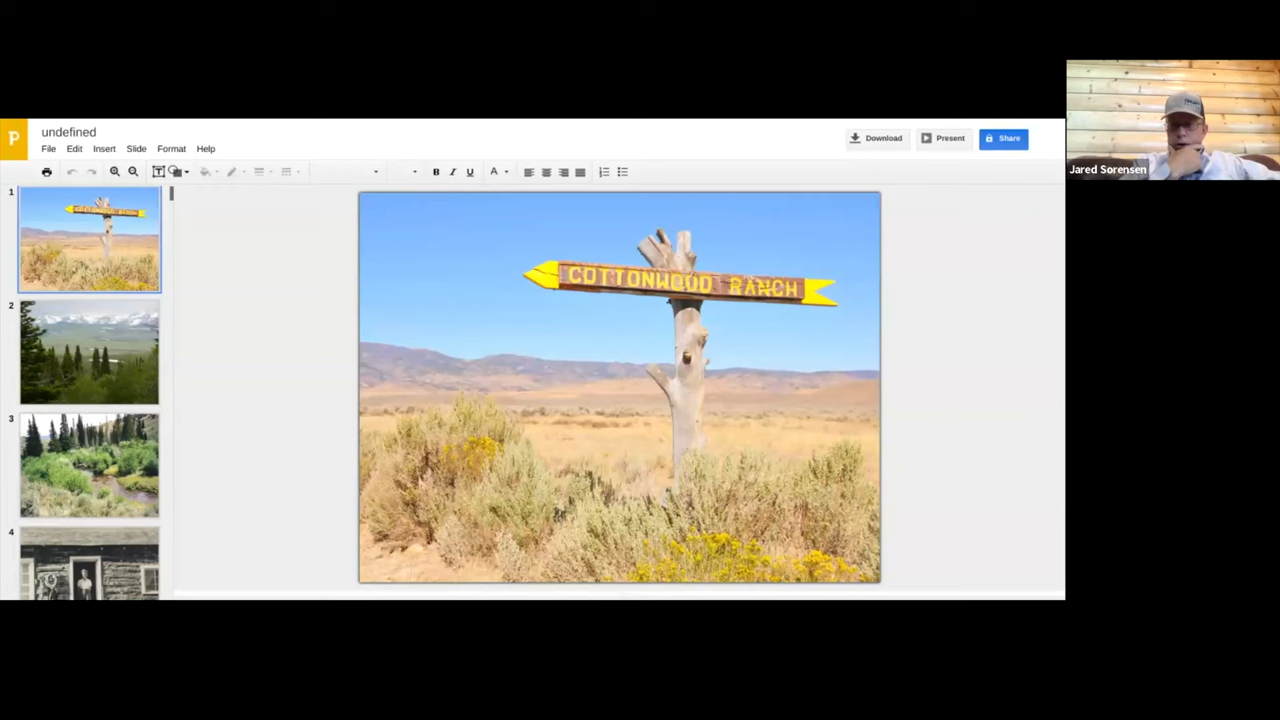 undefined
File Edit Insert Slide Format Help
Download Present Share
B I U A
1
2
3
4
COTTONWOOD RANCH
Jared Sorensen